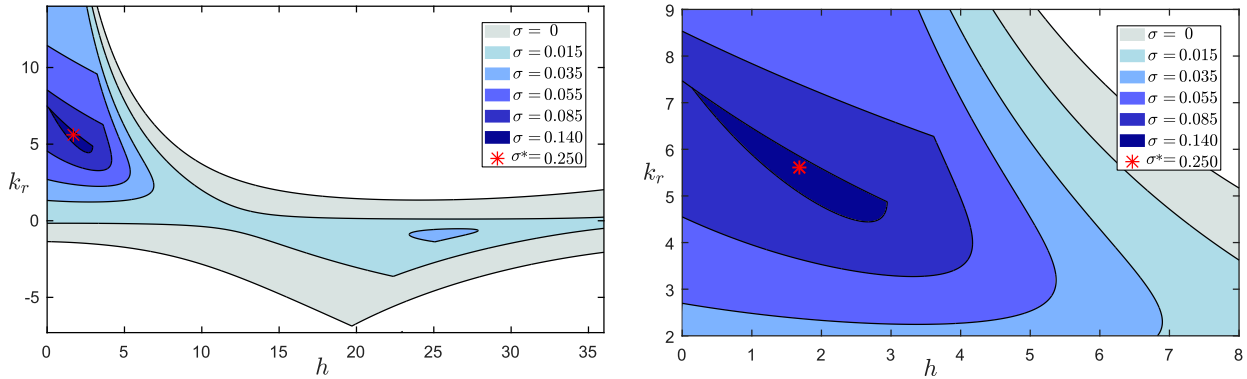 σ = 0
σ = 0.015
σ = 0.035
σ = 0.055
σ = 0.085
σ = 0.140
σ* = 0.250
10
5
0
-5
k_r
0 5 10 15 20 25 30 35
h
σ = 0
σ = 0.015
σ = 0.035
σ = 0.055
σ = 0.085
σ = 0.140
σ* = 0.250
9
8
7
6
5
4
3
2
k_r
0 1 2 3 4 5 6 7 8
h